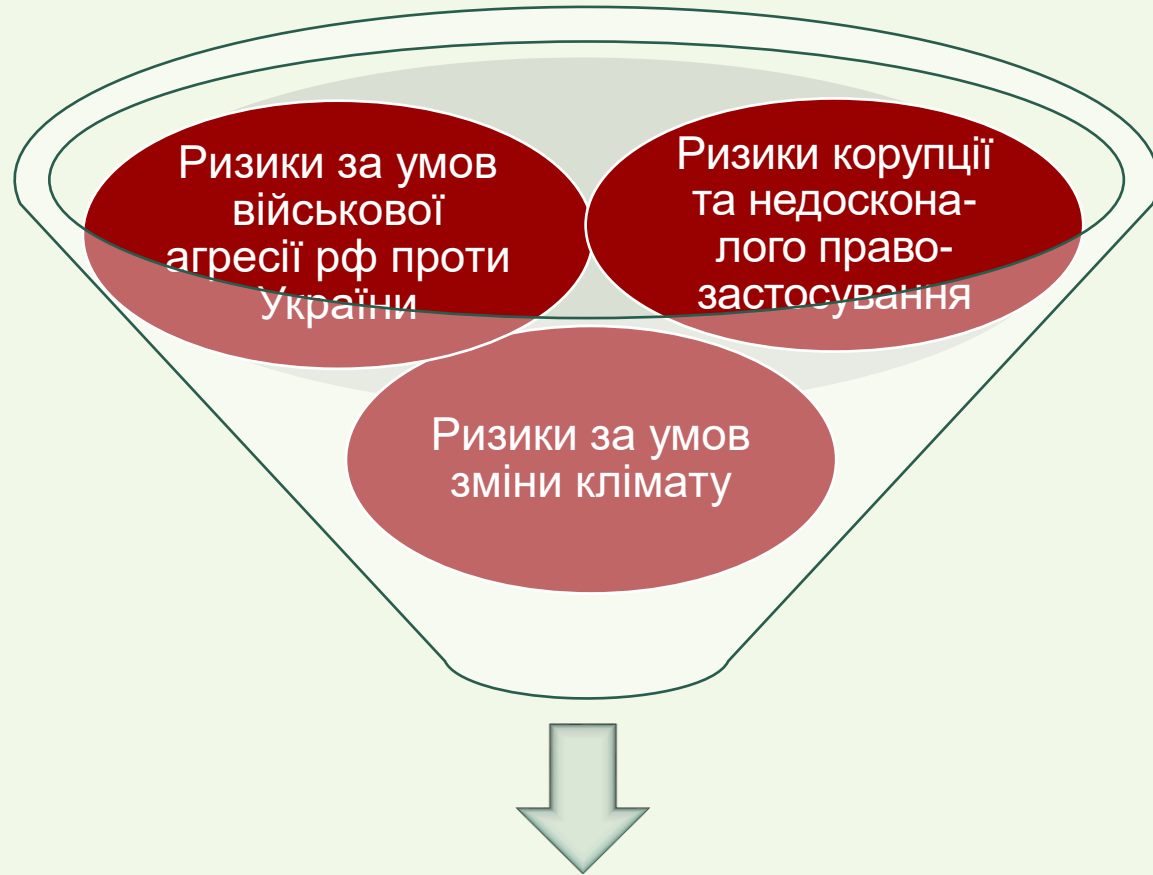 Ризики за умов
військової
агресії рф проти
України
Ризики корупції
та недоскона-
лого право-
застосування
Ризики за умов
зміни клімату